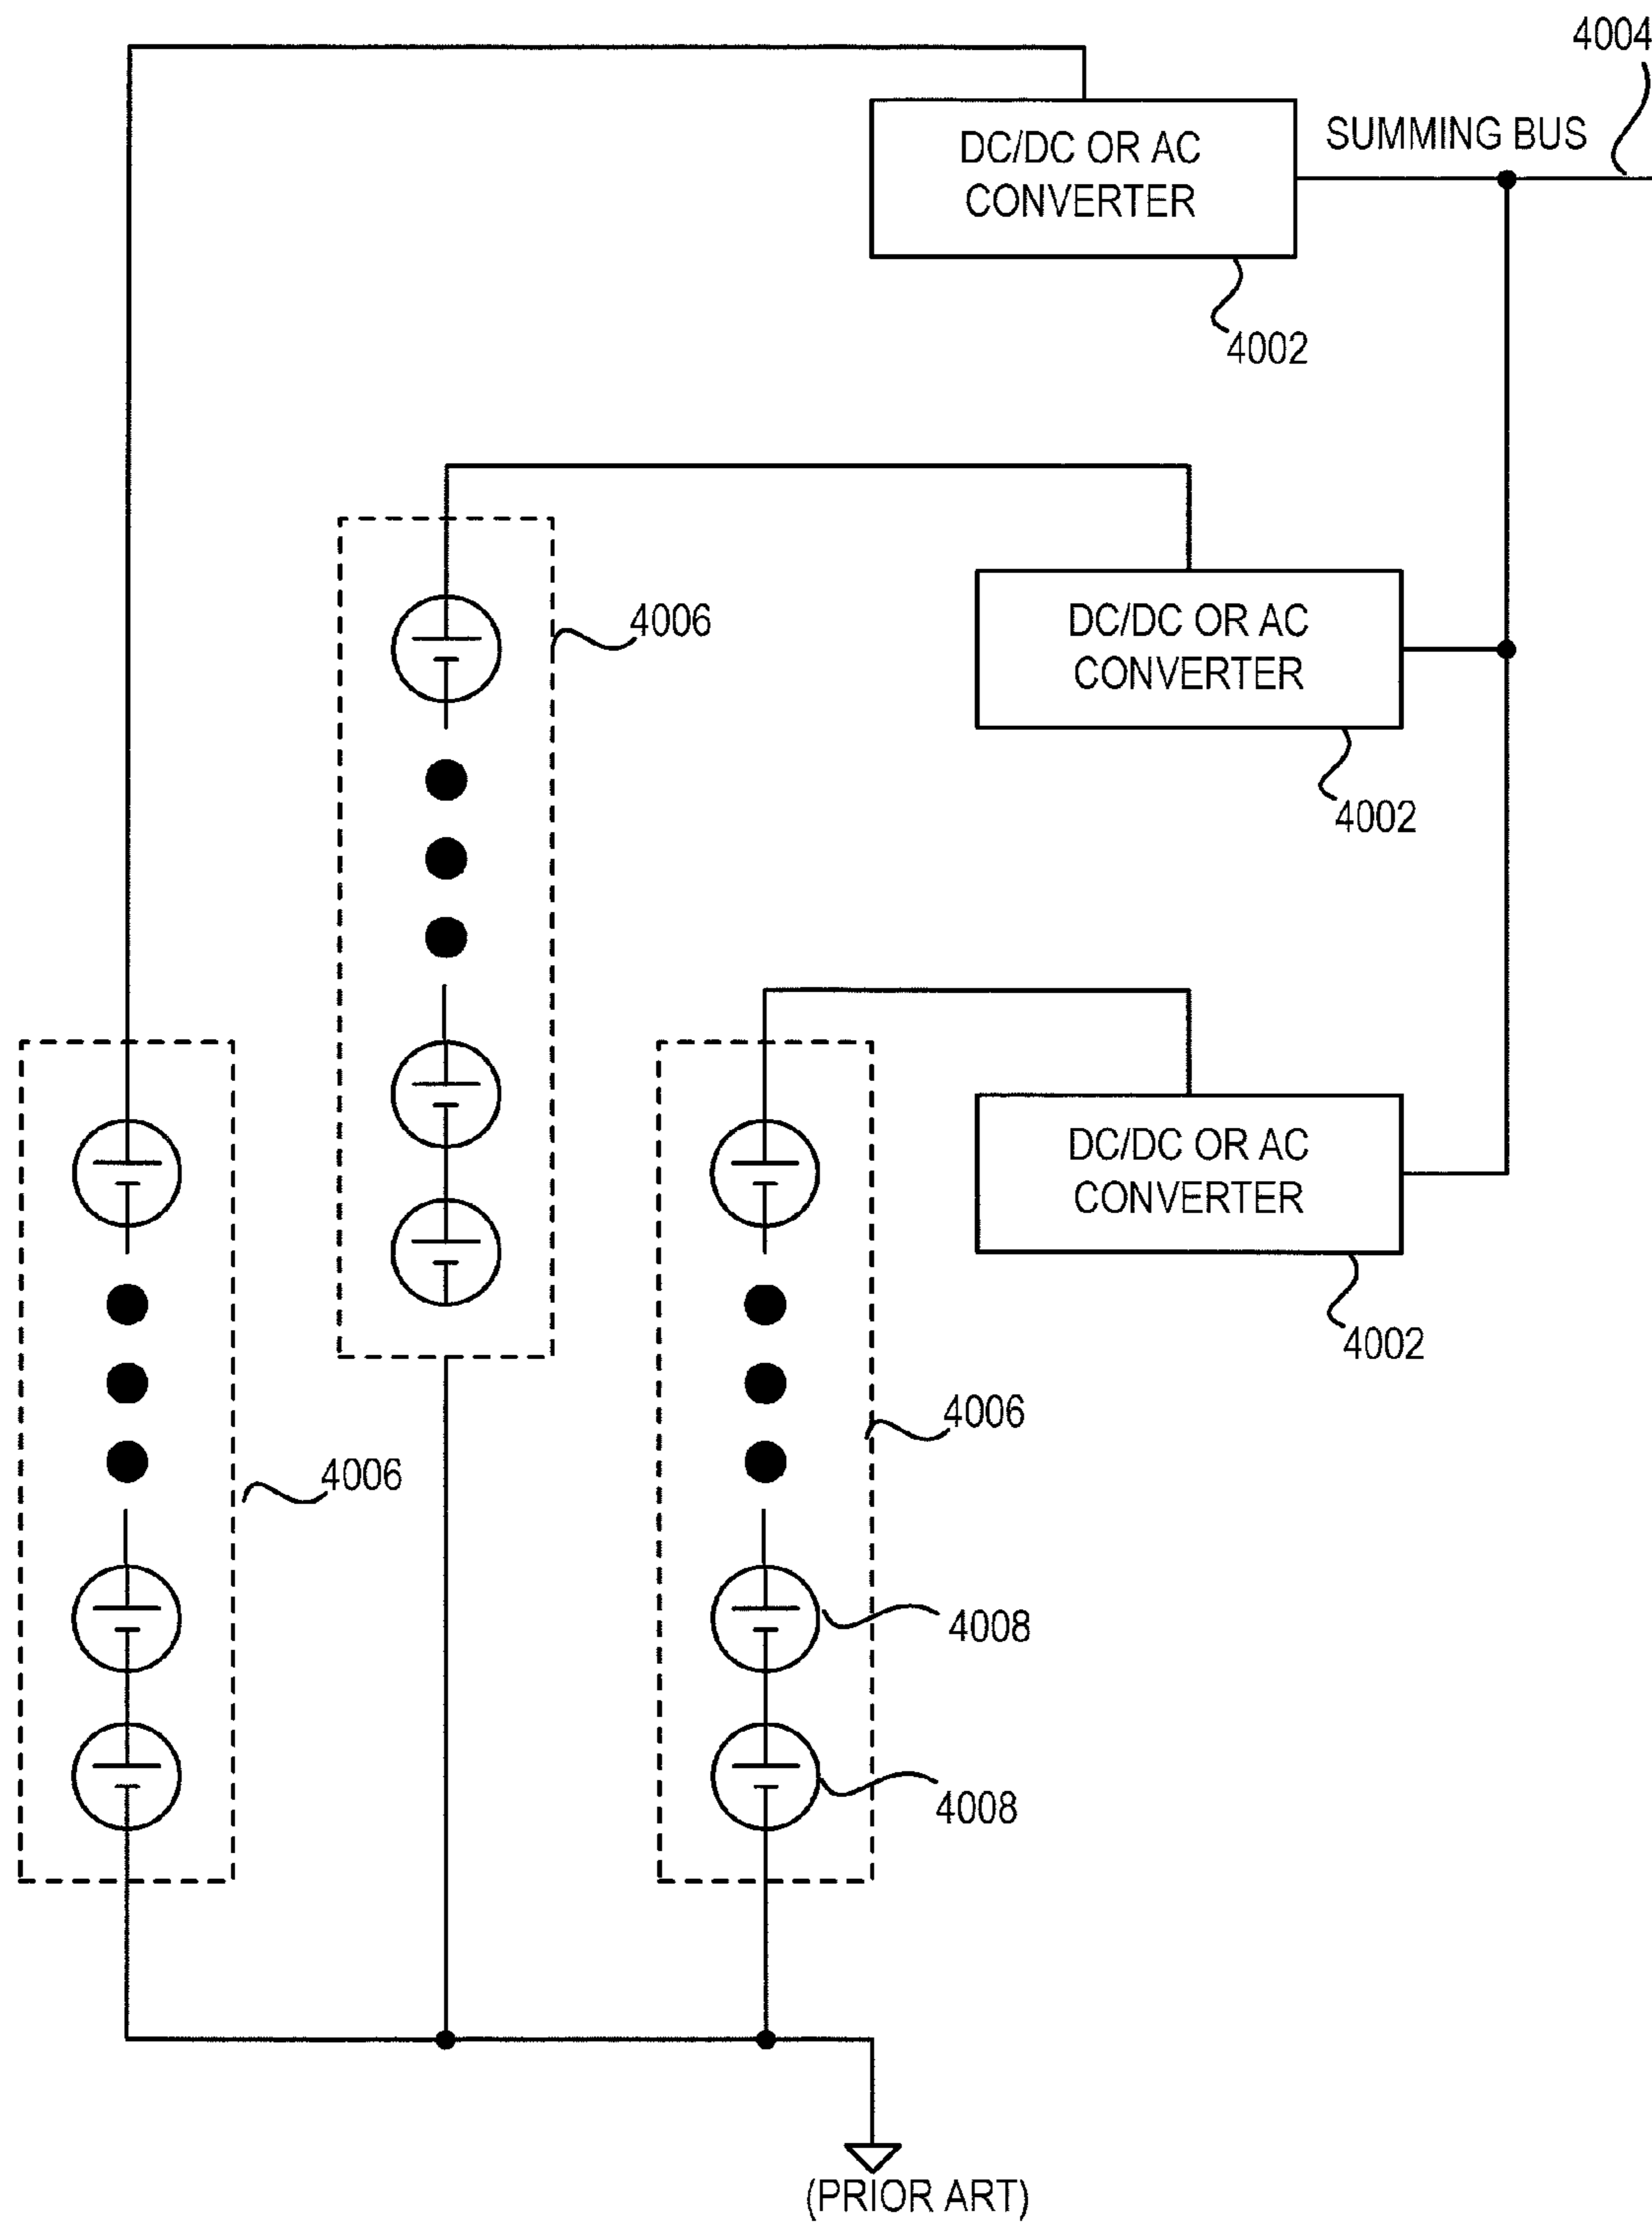 4004
SUMMING BUS
DC/DC OR AC
CONVERTER
4002
4006
DC/DC OR AC
CONVERTER
4002
DC/DC OR AC
CONVERTER
4002
4006
4006
4008
4008
(PRIOR ART)